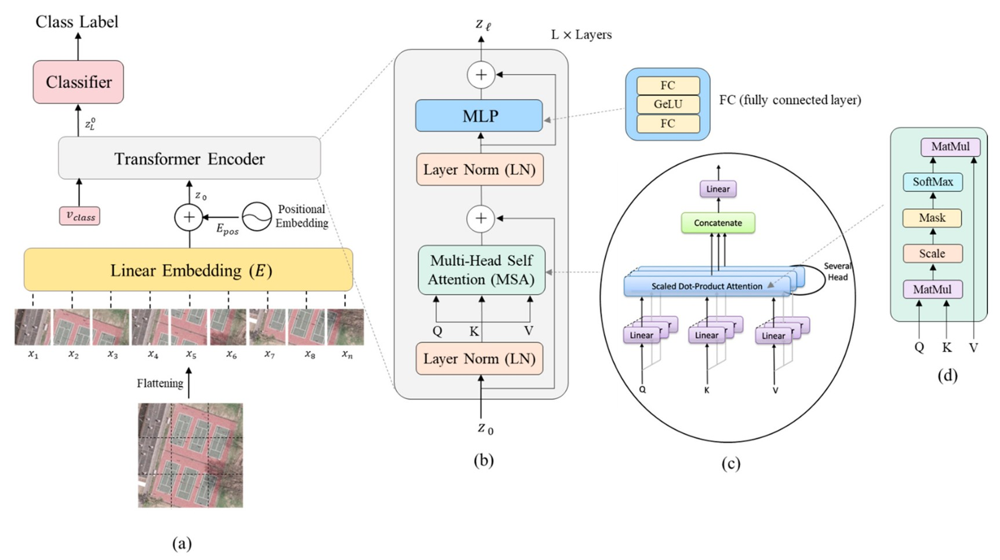 Class Label
Classifier
z_L^0
Transformer Encoder
v_class
z_0
+
E_pos
Positional
Embedding
Linear Embedding (E)
x_1 x_2 x_3 x_4 x_5 x_6 x_7 x_8 x_n
Flattening
(a)
z_ℓ
L × Layers
+
MLP
Layer Norm (LN)
+
Multi-Head Self
Attention (MSA)
Q K V
Layer Norm (LN)
z_0
(b)
FC
GeLU
FC
FC (fully connected layer)
Linear
Concatenate
Scaled Dot-Product Attention
Several
Head
Linear r Linear r Linear r
Q K V
(c)
MatMul
SoftMax
Mask
Scale
MatMul
Q K V
(d)